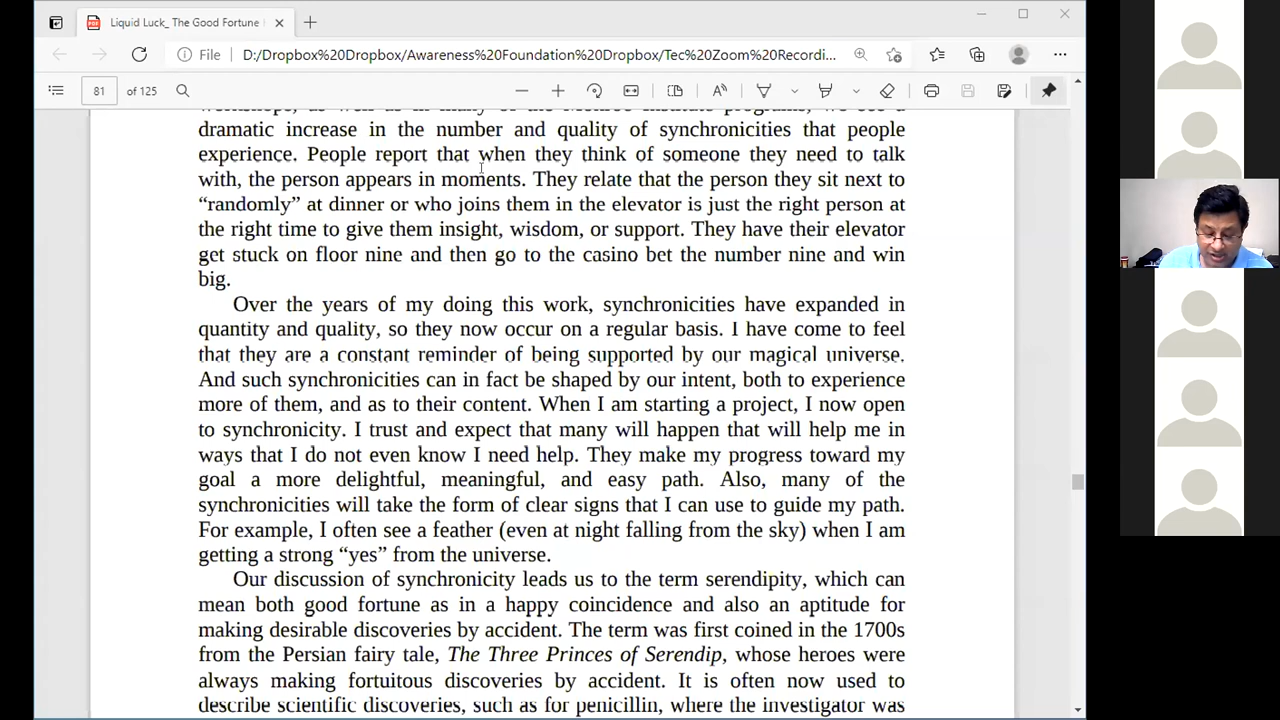 Liquid Luck_ The Good Fortune
File
D:/Dropbox%20Dropbox/Awareness%20Foundation%20Dropbox/Tec%20Zoom%20Recordi...
81 of 125
workshops, as well as in many of the Monroe Institute programs, we see a
dramatic increase in the number and quality of synchronicities that people
experience. People report that when they think of someone they need to talk
with, the person appears in moments. They relate that the person they sit next to
“randomly” at dinner or who joins thin in the elevator is just the right person at
the right time to give them insight, wisdom, or support. They have their elevator
get stuck on floor nine and then go to the casino bet the number nine and win
big.
Over the years of my doing this work, synchronicities have expanded in
quantity and quality, so they now occur on a regular basis. I have come to feel
that they are a constant reminder of being supported by our magical universe.
And such synchronicities can in fact be shaped by our intent, both to experience
more of them, and as to their content. When I am starting a project, I now open
to synchronicity. I trust and expect that many will happen that will help me in
ways that I do not even know I need help. They make my progress toward my
goal a more delightful, meaningful, and easy path. Also, many of the
synchronicities will take the form of clear signs that I can use to guide my path.
For example, I often see a feather (even at night falling from the sky) when I am
getting a strong “yes” from the universe.
Our discussion of synchronicity leads us to the term serendipity, which can
mean both good fortune as in a happy coincidence and also an aptitude for
making desirable discoveries by accident. The term was first coined in the 1700s
from the Persian fairy tale, The Three Princes of Serendip, whose heroes were
always making fortuitous discoveries by accident. It is often now used to
describe scientific discoveries, such as for penicillin, where the investigator was